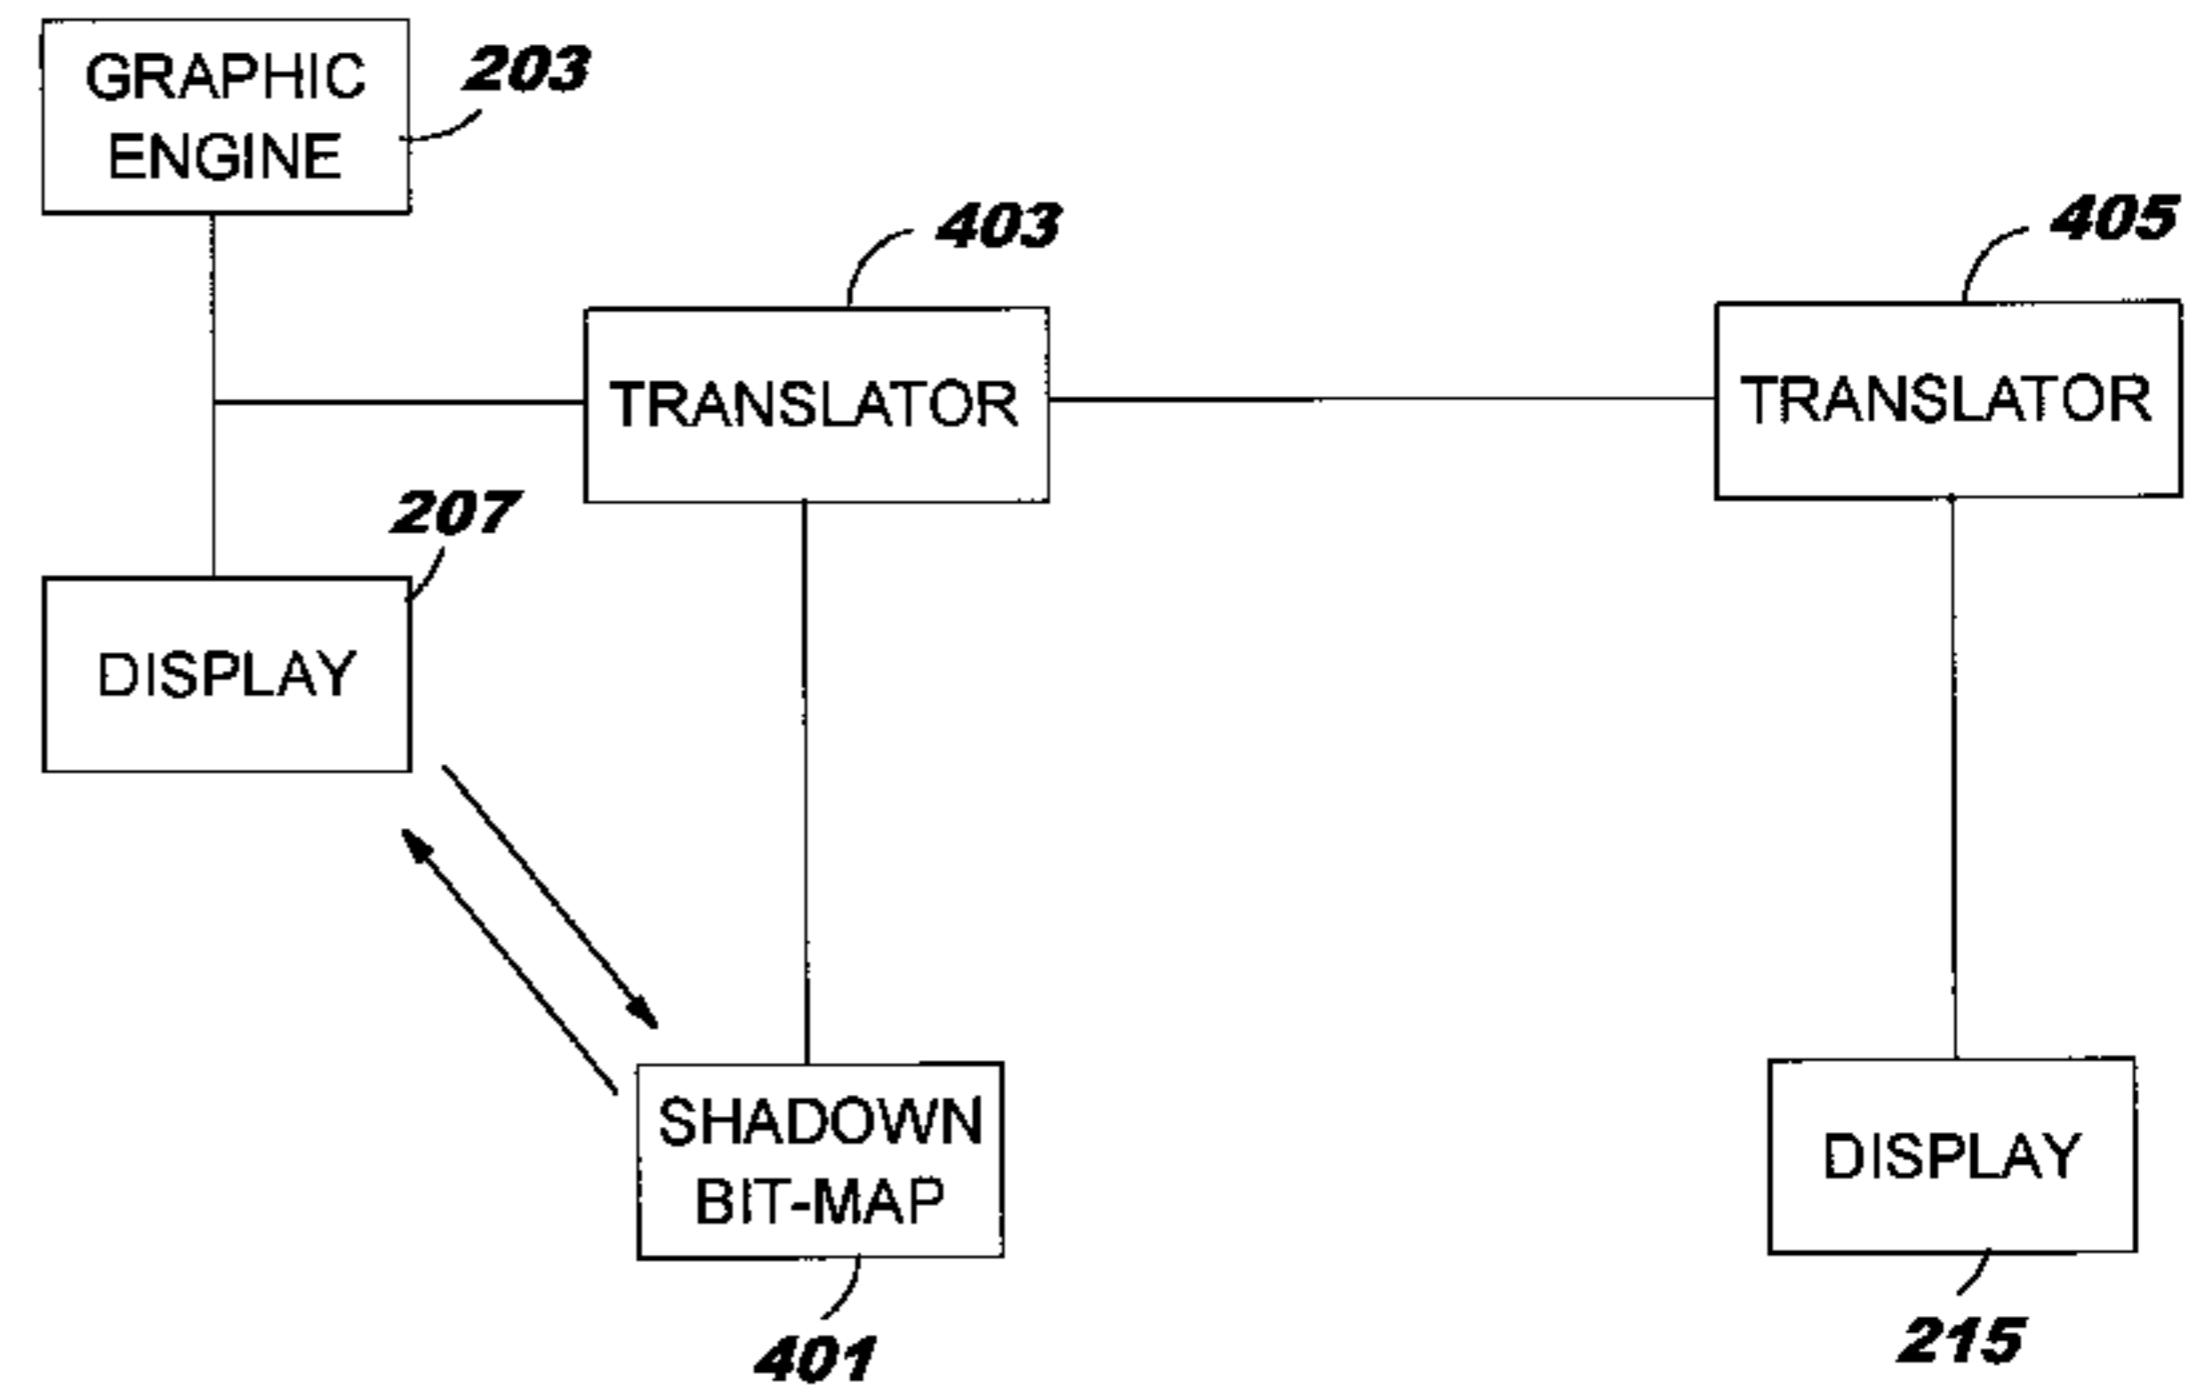 GRAPHIC
ENGINE
203
403
405
TRANSLATOR
TRANSLATOR
207
DISPLAY
SHADOWN
BIT-MAP
DISPLAY
401
215